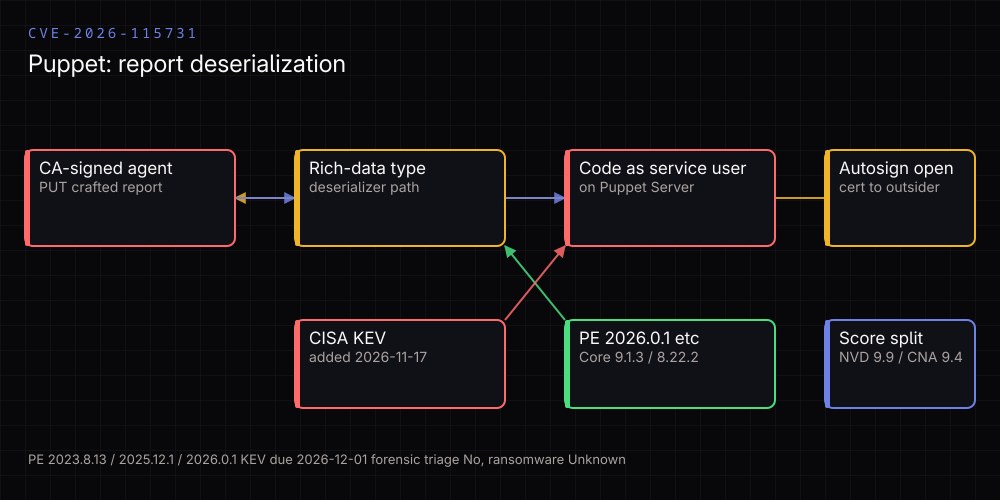 CVE-2026-115731
Puppet: report deserialization
CA-signed agent
PUT crafted report
Rich-data type
deserializer path
Code as service user
on Puppet Server
Autosign open
cert to outsider
CISA KEV
added 2026-11-17
PE 2026.0.1 etc
Core 9.1.3 / 8.22.2
Score split
NVD 9.9 / CNA 9.4
PE 2023.8.13 / 2025.12.1 / 2026.0.1 KEV due 2026-12-01 forensic triage No, ransomware Unknown